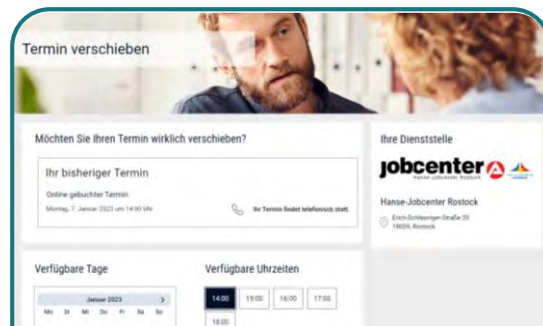 Termin verschieben
Möchten Sie Ihren Termin wirklich verschieben?
Ihr bisheriger Termin
Online gebuchter Termin
Montag, 7. Januar 2023 um 14:00 Uhr
Ihr Termin findet telefonisch statt.
Ihre Dienststelle
jobcenter
Hanse-Jobcenter Rostock
Hanse-Jobcenter Rostock
Erich-Schlesinger-Straße 35
18059, Rostock
Verfügbare Tage
Januar 2023 >
Mo Di Mi Do Fr Sa So
Verfügbare Uhrzeiten
14:00 15:00 16:00 17:00
18:00